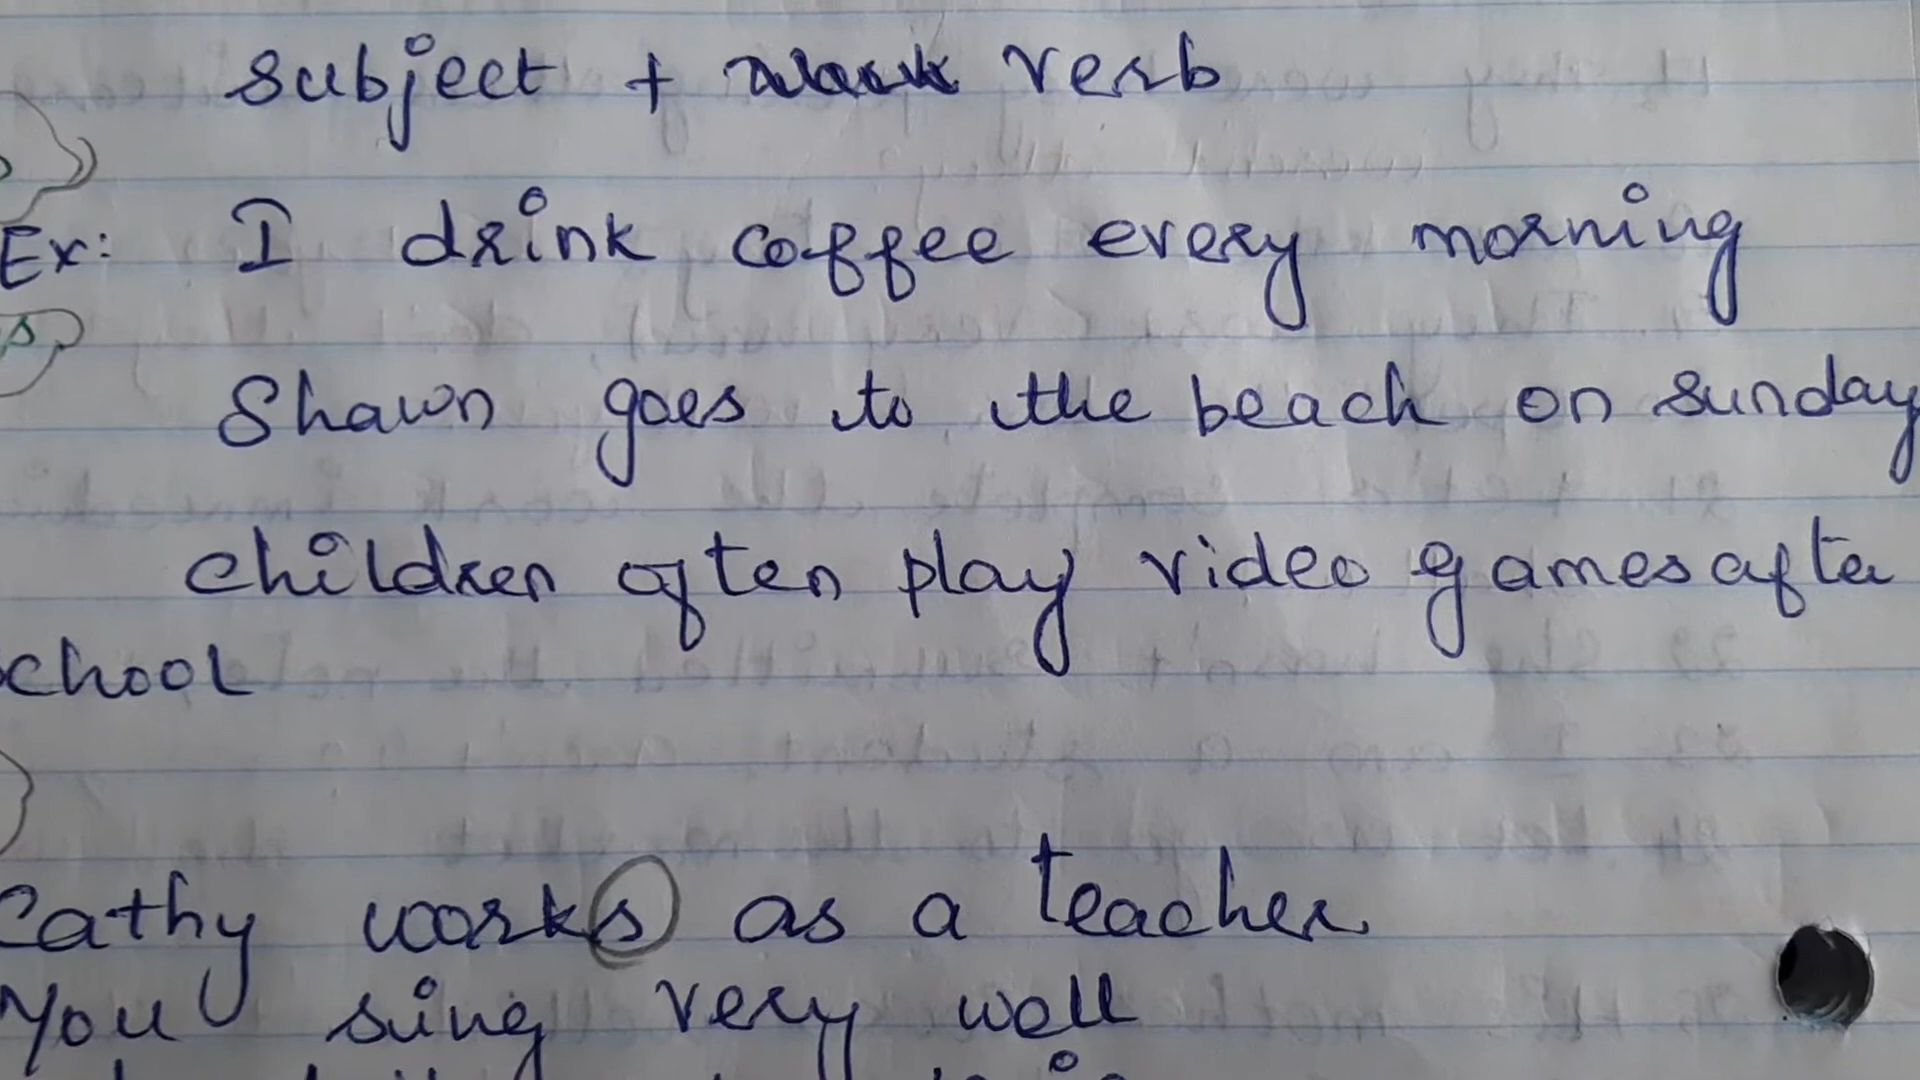 subject + verb
Ex: I drink coffee every morning
Shawn goes to the beach on sunday
children often play video games after
chool
Cathy works as a teacher
You sing very well